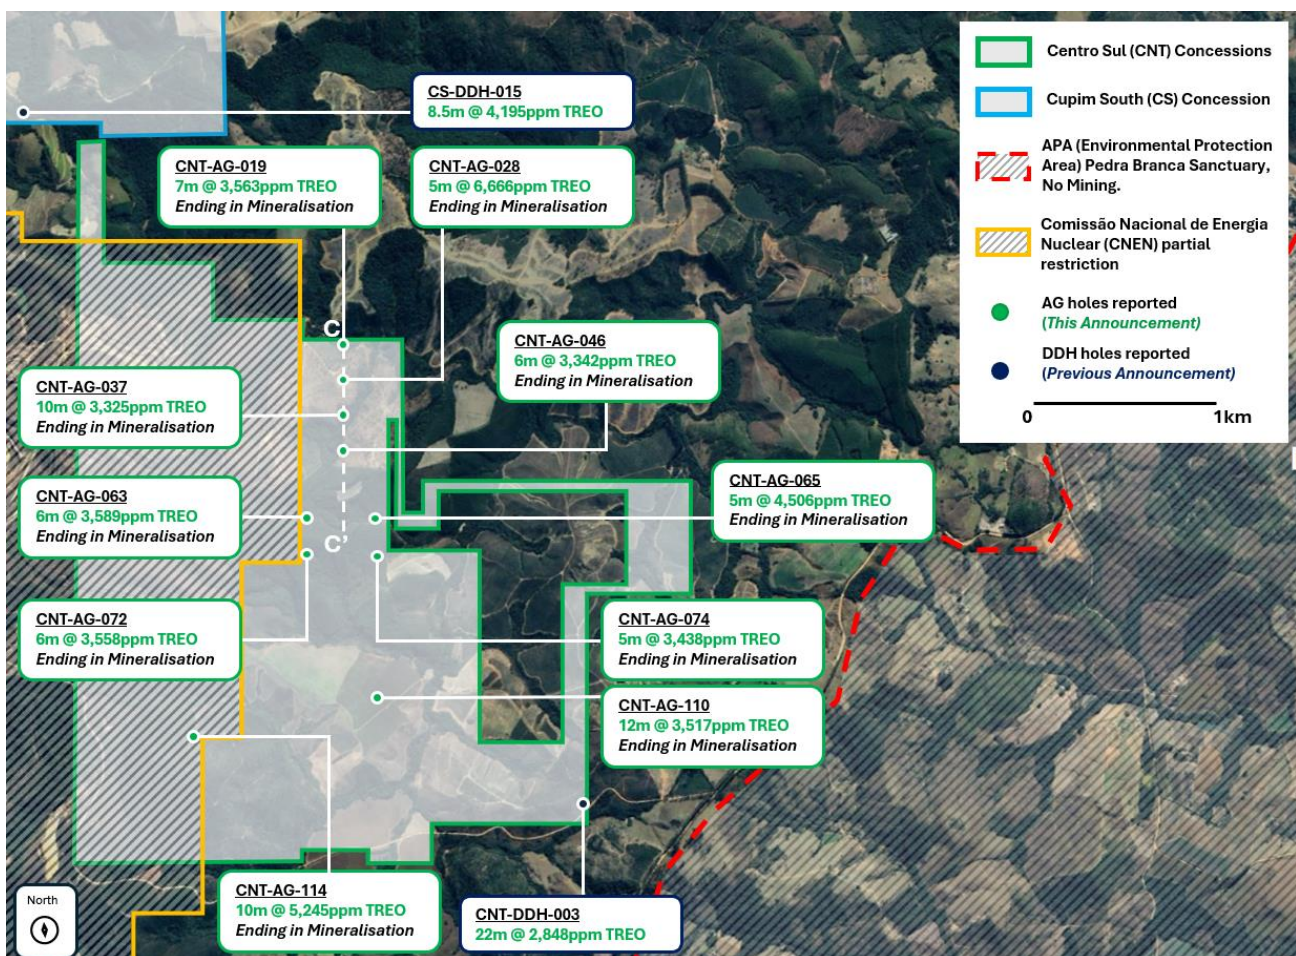 CS-DDH-015
8.5m @ 4,195ppm TREO
CNT-AG-019
7m @ 3,563ppm TREO
Ending in Mineralisation
CNT-AG-028
5m @ 6,666ppm TREO
Ending in Mineralisation
C
CNT-AG-046
6m @ 3,342ppm TREO
Ending in Mineralisation
CNT-AG-037
10m @ 3,325ppm TREO
Ending in Mineralisation
CNT-AG-065
5m @ 4,506ppm TREO
Ending in Mineralisation
CNT-AG-063
6m @ 3,589ppm TREO
Ending in Mineralisation
C'
CNT-AG-072
6m @ 3,558ppm TREO
Ending in Mineralisation
CNT-AG-074
5m @ 3,438ppm TREO
Ending in Mineralisation
CNT-AG-110
12m @ 3,517ppm TREO
Ending in Mineralisation
CNT-AG-114
10m @ 5,245ppm TREO
Ending in Mineralisation
CNT-DDH-003
22m @ 2,848ppm TREO
North
Centro Sul (CNT) Concessions
Cupim South (CS) Concession
APA (Environmental Protection
Area) Pedra Branca Sanctuary,
No Mining.
Comissão Nacional de Energia
Nuclear (CNEN) partial
restriction
AG holes reported
(This Announcement)
DDH holes reported
(Previous Announcement)
0 1km